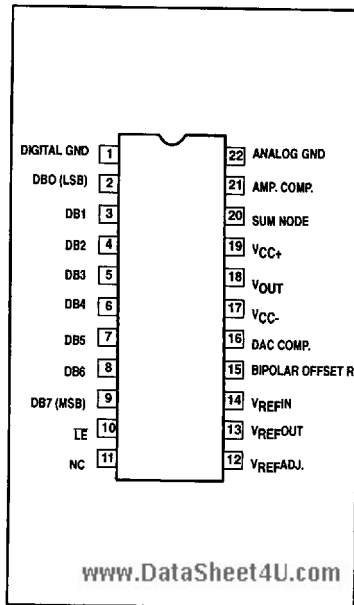 DIGITAL GND 1
DBO (LSB) 2
DB1 3
DB2 4
DB3 5
DB4 6
DB5 7
DB6 8
DB7 (MSB) 9
LE 10
NC 11
22 ANALOG GND
21 AMP. COMP.
20 SUM NODE
19 VCC+
18 VOUT
17 VCC-
16 DAC COMP.
15 BIPOLAR OFFSET R
14 VREFIN
13 VREFOUT
12 VREFADJ.
www.DataSheet4U.com